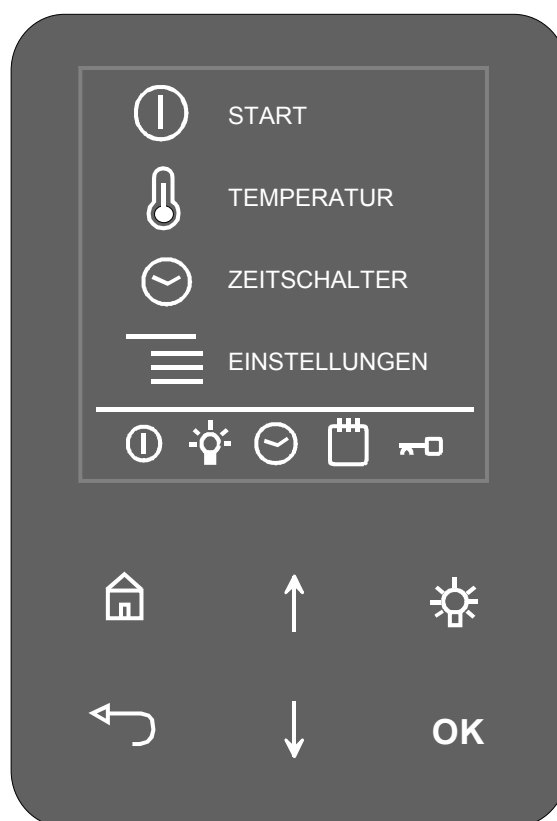 START
TEMPERATUR
ZEITSCHALTER
EINSTELLUNGEN
OK